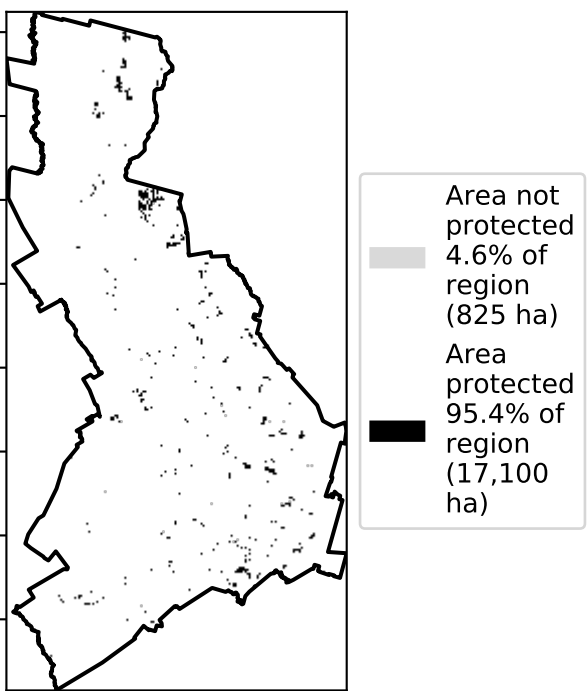 Area not
protected
4.6% of
region
(825 ha)
Area
protected
95.4% of
region
(17,100
ha)